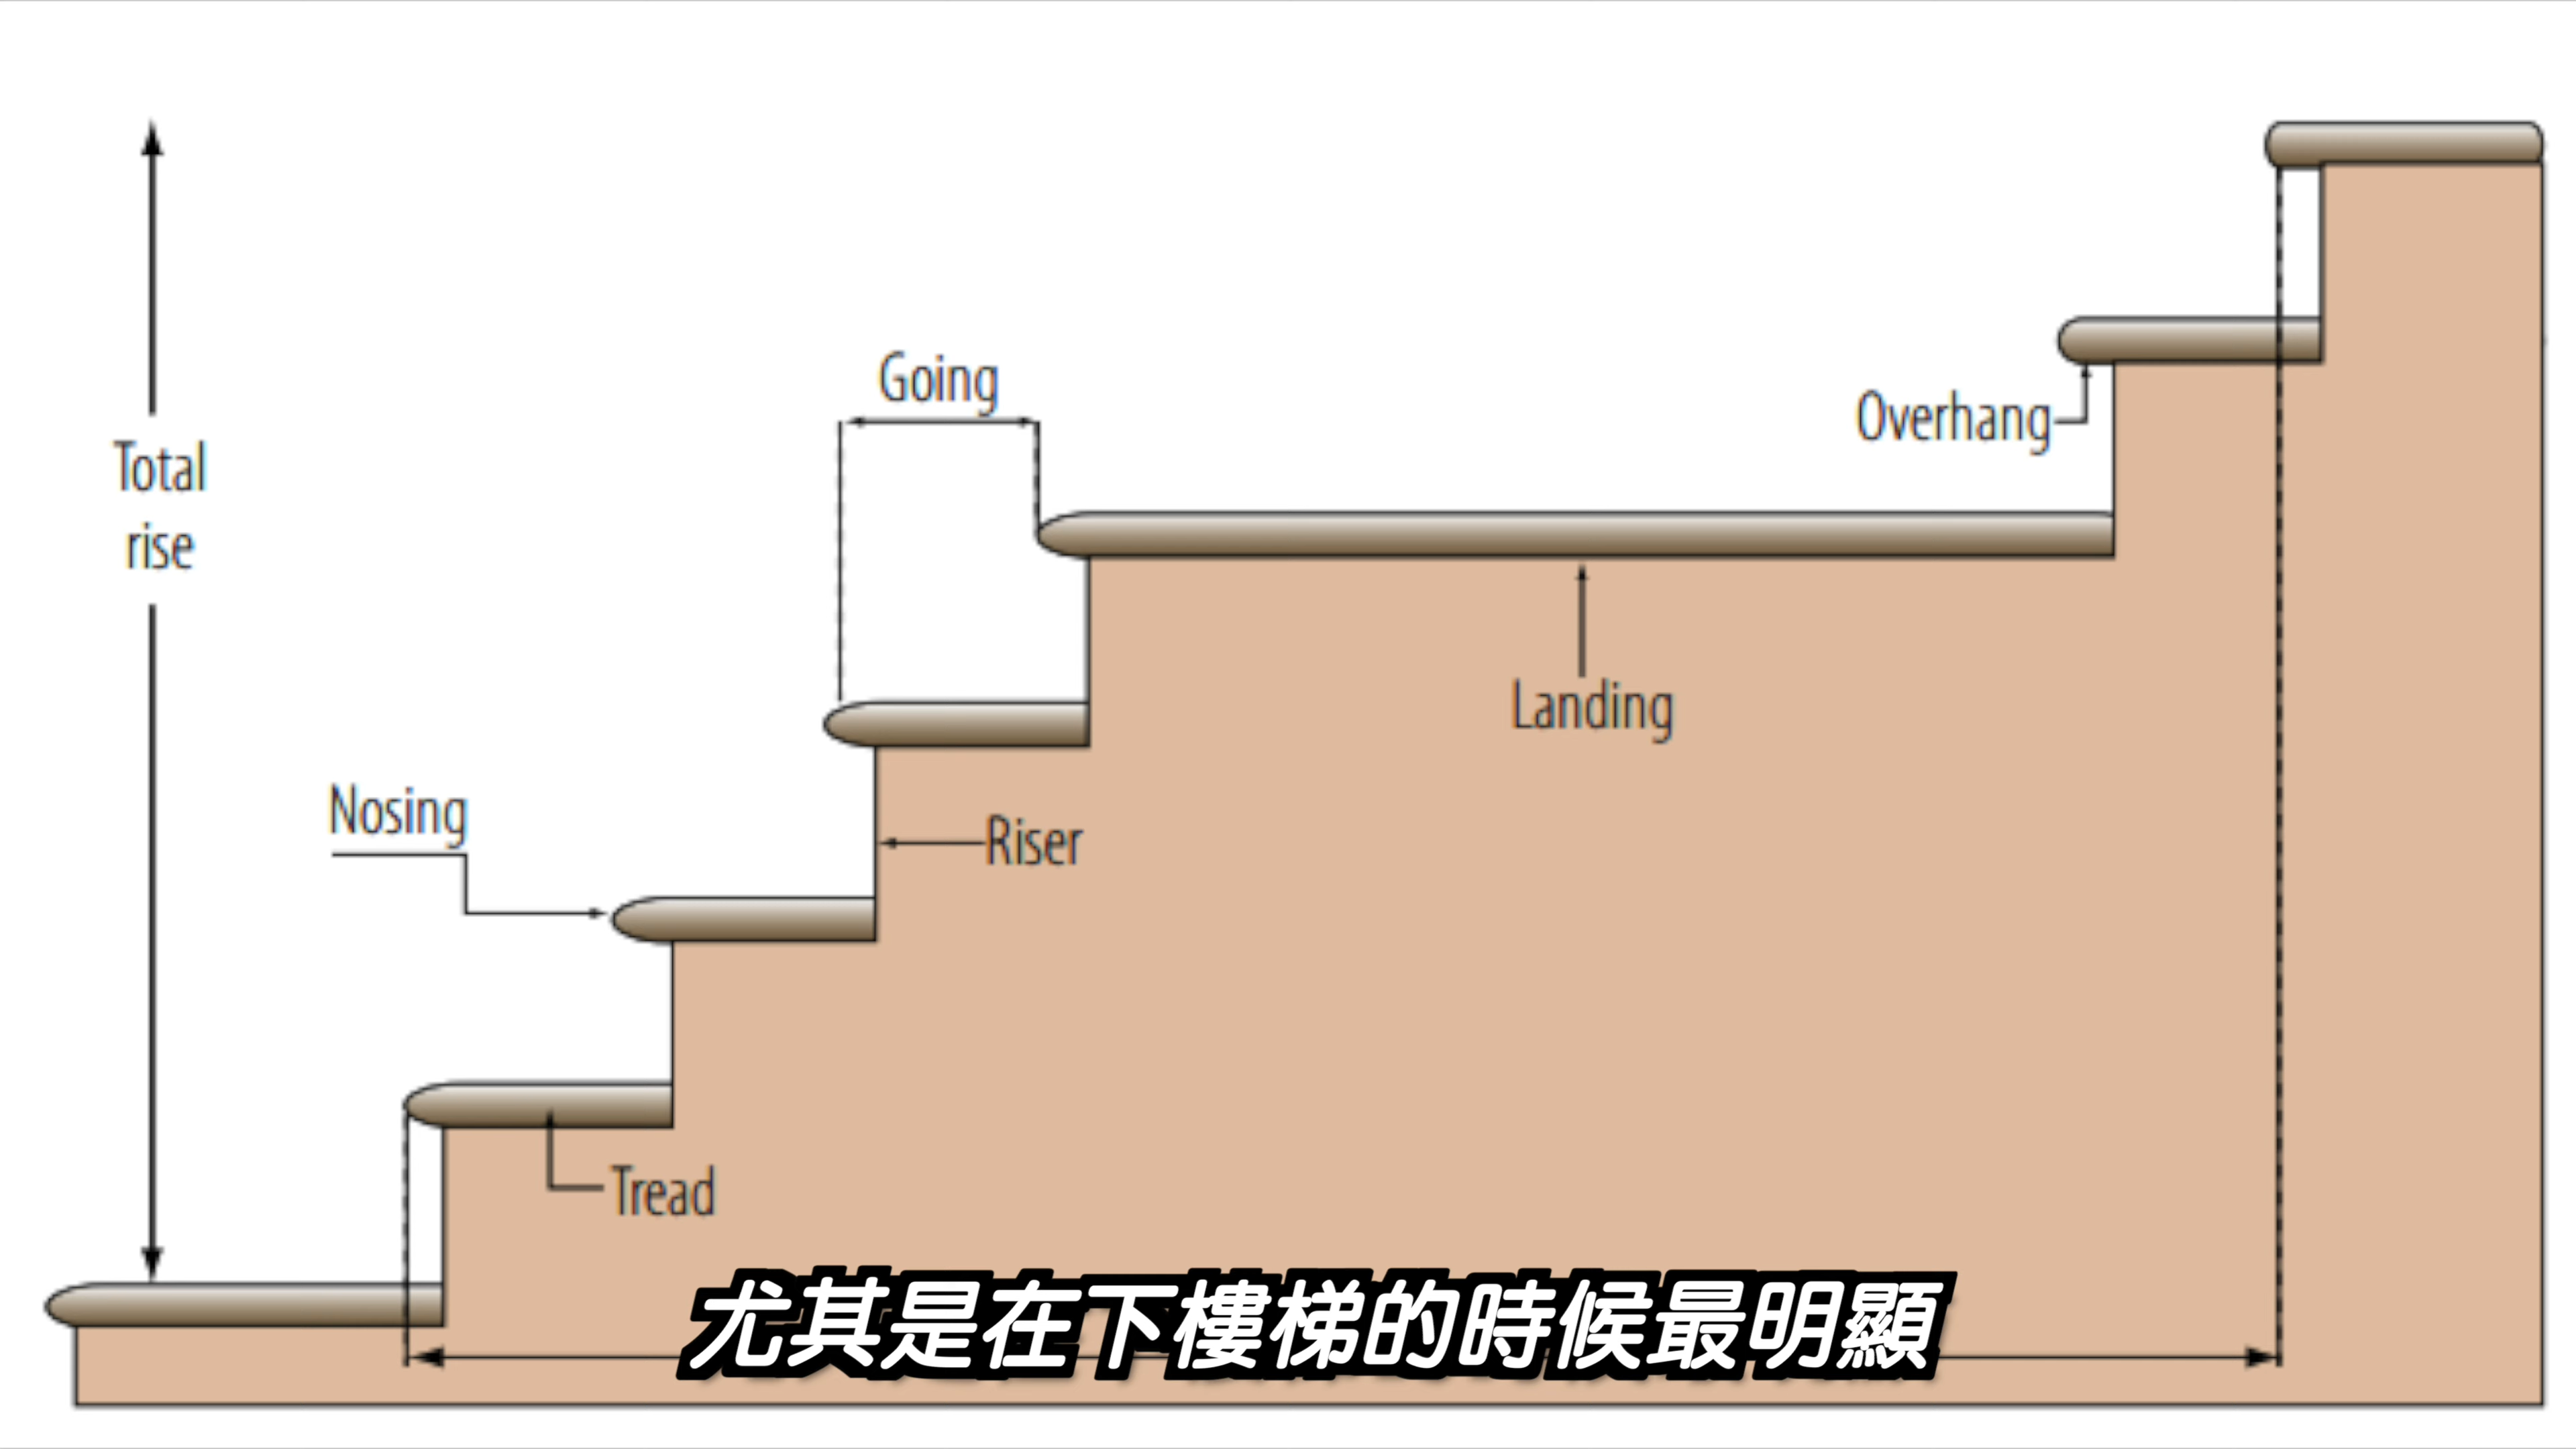 Going
Overhang
Total
rise
Landing
Nosing
Riser
Tread
尤其是在下樓梯的時候最明顯